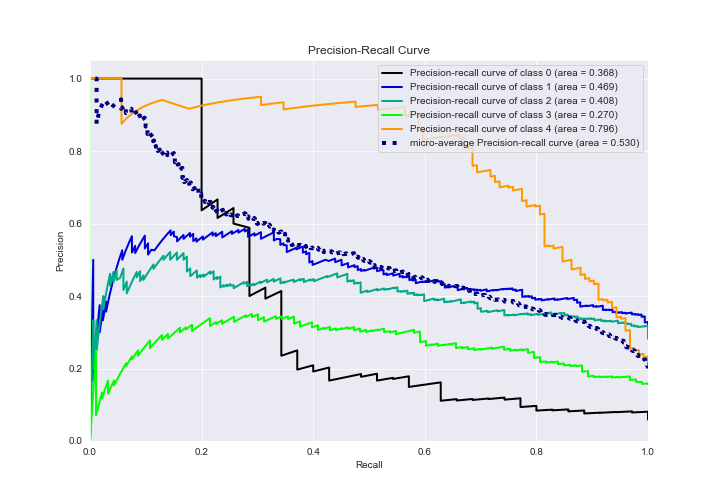 Precision-Recall Curve
Precision-recall curve of class 0 (area = 0.368)
Precision-recall curve of class 1 (area = 0.469)
Precision-recall curve of class 2 (area = 0.408)
Precision-recall curve of class 3 (area = 0.270)
Precision-recall curve of class 4 (area = 0.796)
micro-average Precision-recall curve (area = 0.530)
Precision
1.0
0.8
0.6
0.4
0.2
0.0
0.0 0.2 0.4 0.6 0.8 1.0
Recall